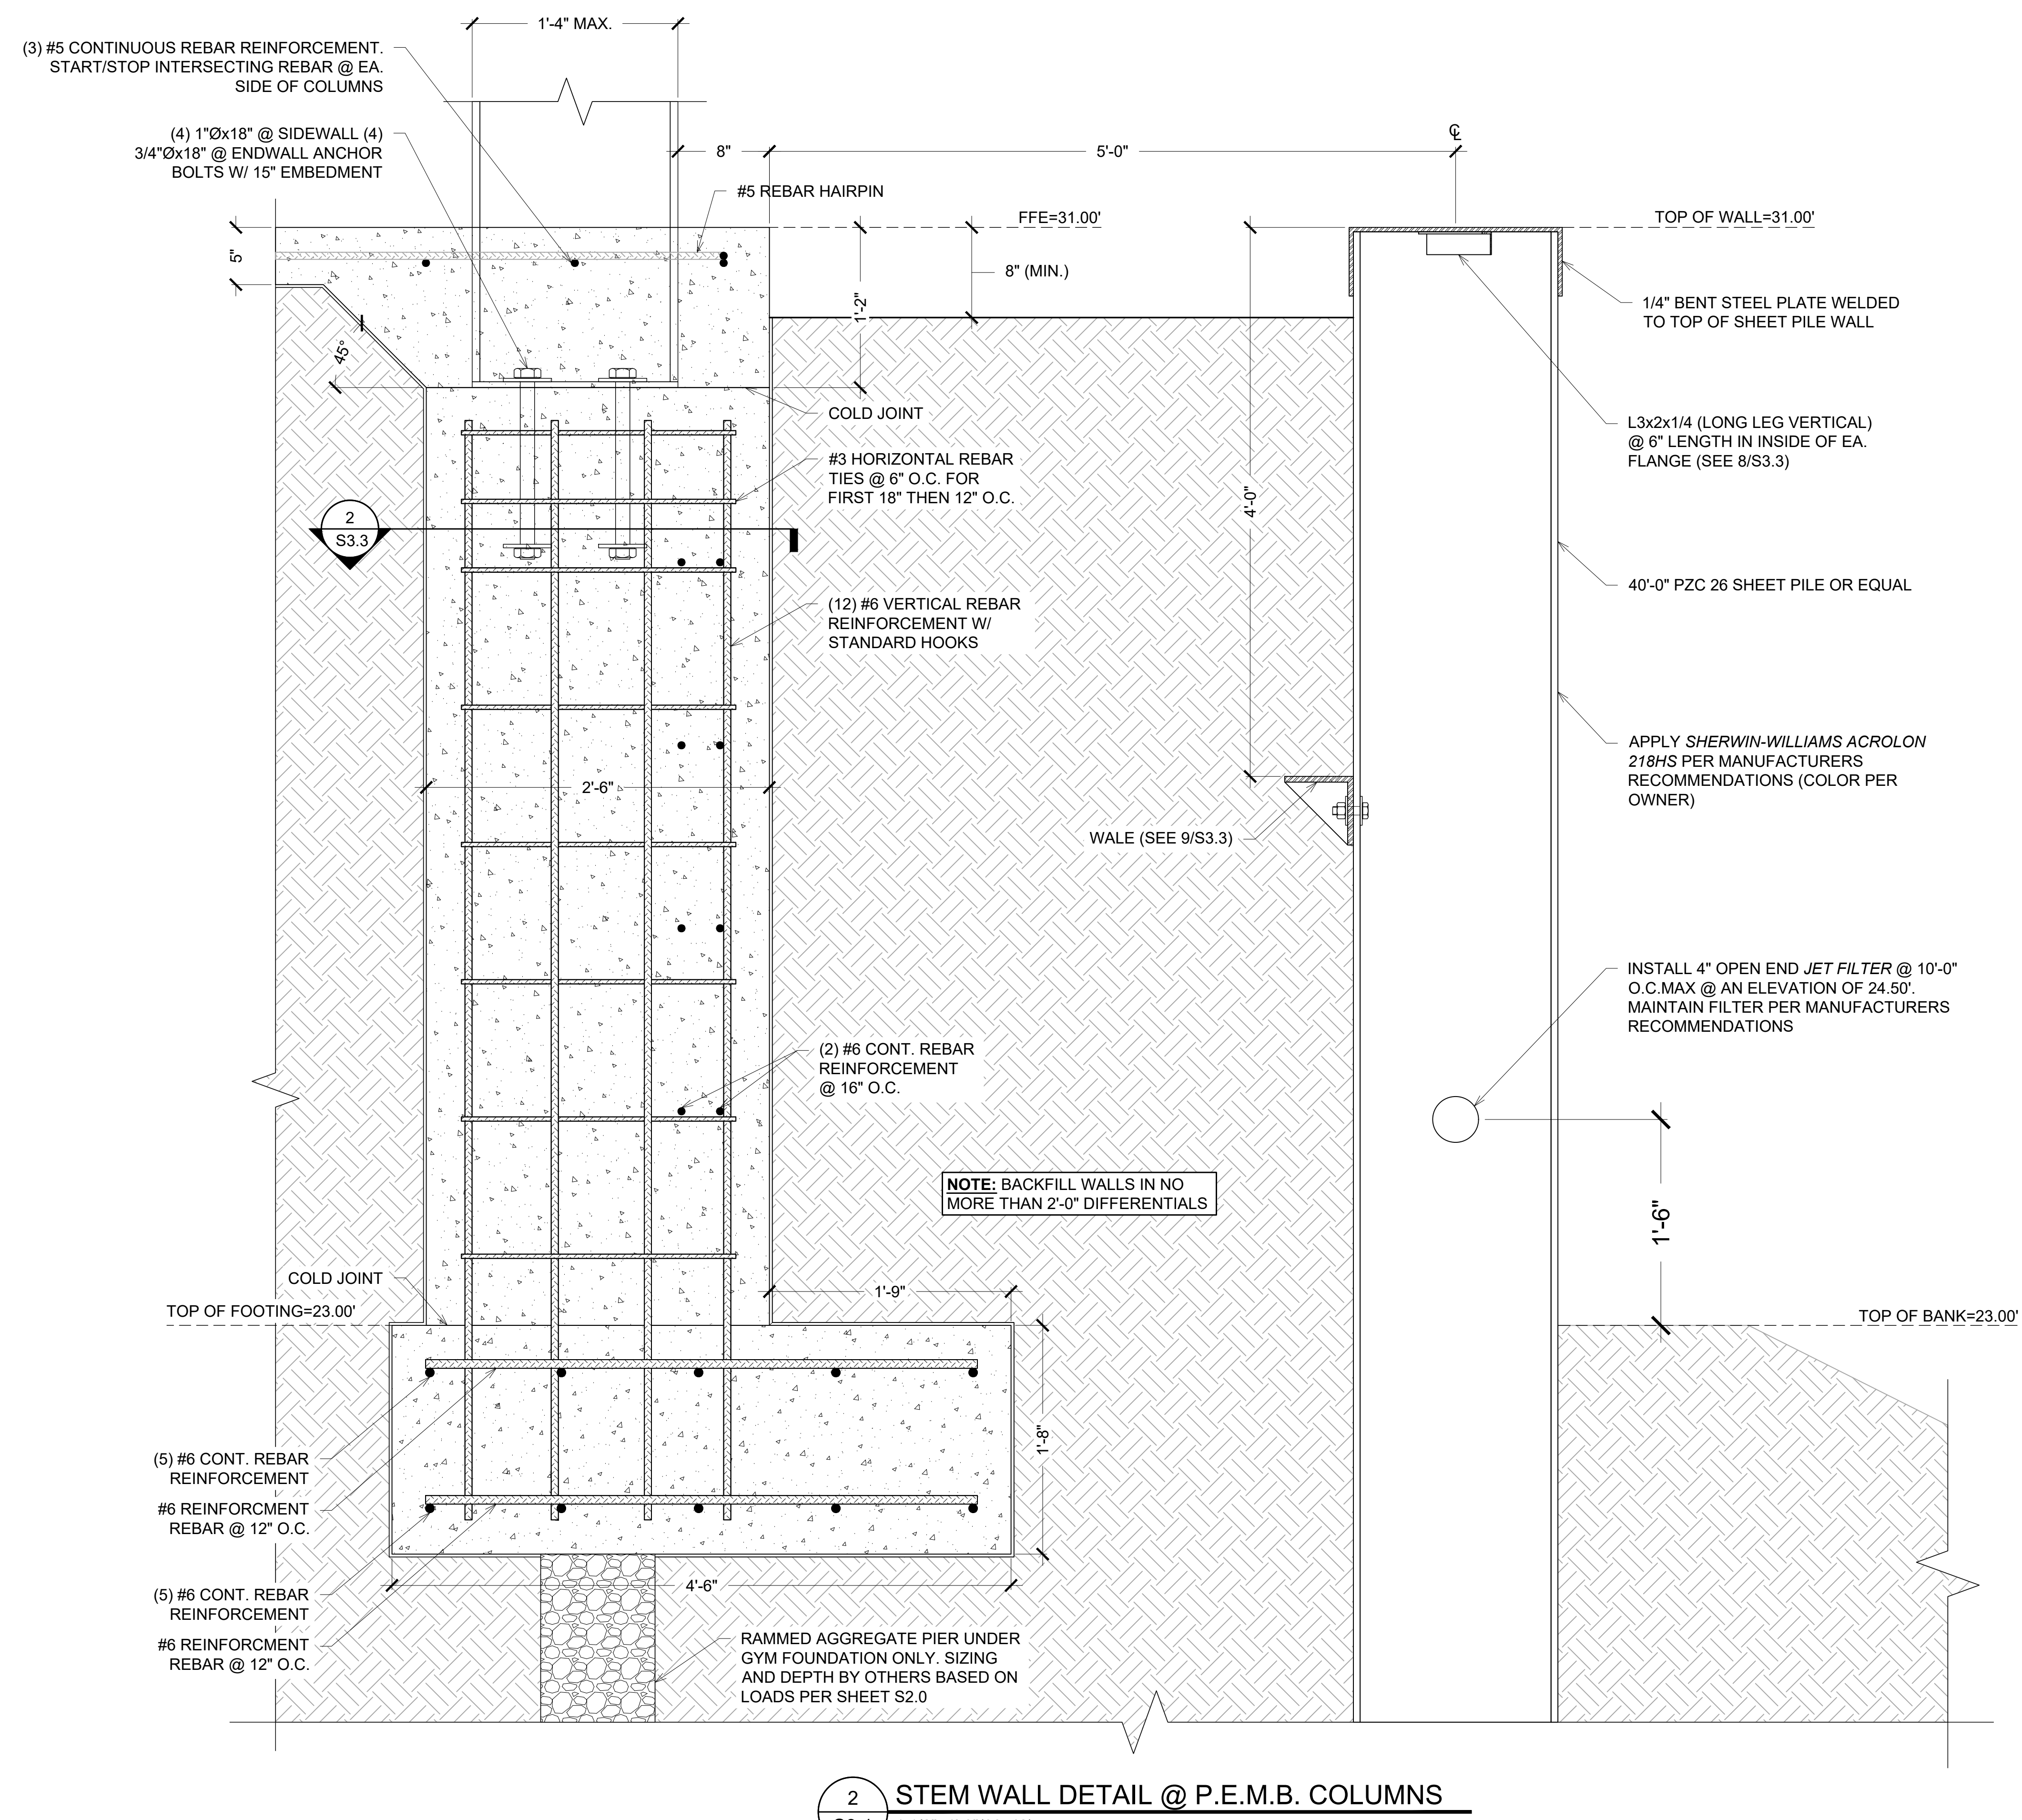 1'-4" MAX.
(3) #5 CONTINUOUS REBAR REINFORCEMENT.
START/STOP INTERSECTING REBAR @ EA.
SIDE OF COLUMNS
(4) 1"Øx18" @ SIDEWALL (4)
3/4"Øx18" @ ENDWALL ANCHOR
BOLTS W/ 15" EMBEDMENT
8"
5'-0"
℄
#5 REBAR HAIRPIN
FFE=31.00'
TOP OF WALL=31.00'
5"
8" (MIN.)
1'-2"
45°
1/4" BENT STEEL PLATE WELDED
TO TOP OF SHEET PILE WALL
COLD JOINT
L3x2x1/4 (LONG LEG VERTICAL)
@ 6" LENGTH IN INSIDE OF EA.
FLANGE (SEE 8/S3.3)
#3 HORIZONTAL REBAR
TIES @ 6" O.C. FOR
FIRST 18" THEN 12" O.C.
4'-0"
2
S3.3
40'-0" PZC 26 SHEET PILE OR EQUAL
(12) #6 VERTICAL REBAR
REINFORCEMENT W/
STANDARD HOOKS
APPLY SHERWIN-WILLIAMS ACROLON
218HS PER MANUFACTURERS
RECOMMENDATIONS (COLOR PER
OWNER)
2'-6"
WALE (SEE 9/S3.3)
INSTALL 4" OPEN END JET FILTER @ 10'-0"
O.C.MAX @ AN ELEVATION OF 24.50'.
MAINTAIN FILTER PER MANUFACTURERS
RECOMMENDATIONS
(2) #6 CONT. REBAR
REINFORCEMENT
@ 16" O.C.
NOTE: BACKFILL WALLS IN NO
MORE THAN 2'-0" DIFFERENTIALS
1'-6"
COLD JOINT
1'-9"
TOP OF FOOTING=23.00'
TOP OF BANK=23.00'
1'-8"
(5) #6 CONT. REBAR
REINFORCEMENT
#6 REINFORCMENT
REBAR @ 12" O.C.
(5) #6 CONT. REBAR
REINFORCEMENT
#6 REINFORCMENT
REBAR @ 12" O.C.
4'-6"
RAMMED AGGREGATE PIER UNDER
GYM FOUNDATION ONLY. SIZING
AND DEPTH BY OTHERS BASED ON
LOADS PER SHEET S2.0
2
STEM WALL DETAIL @ P.E.M.B. COLUMNS